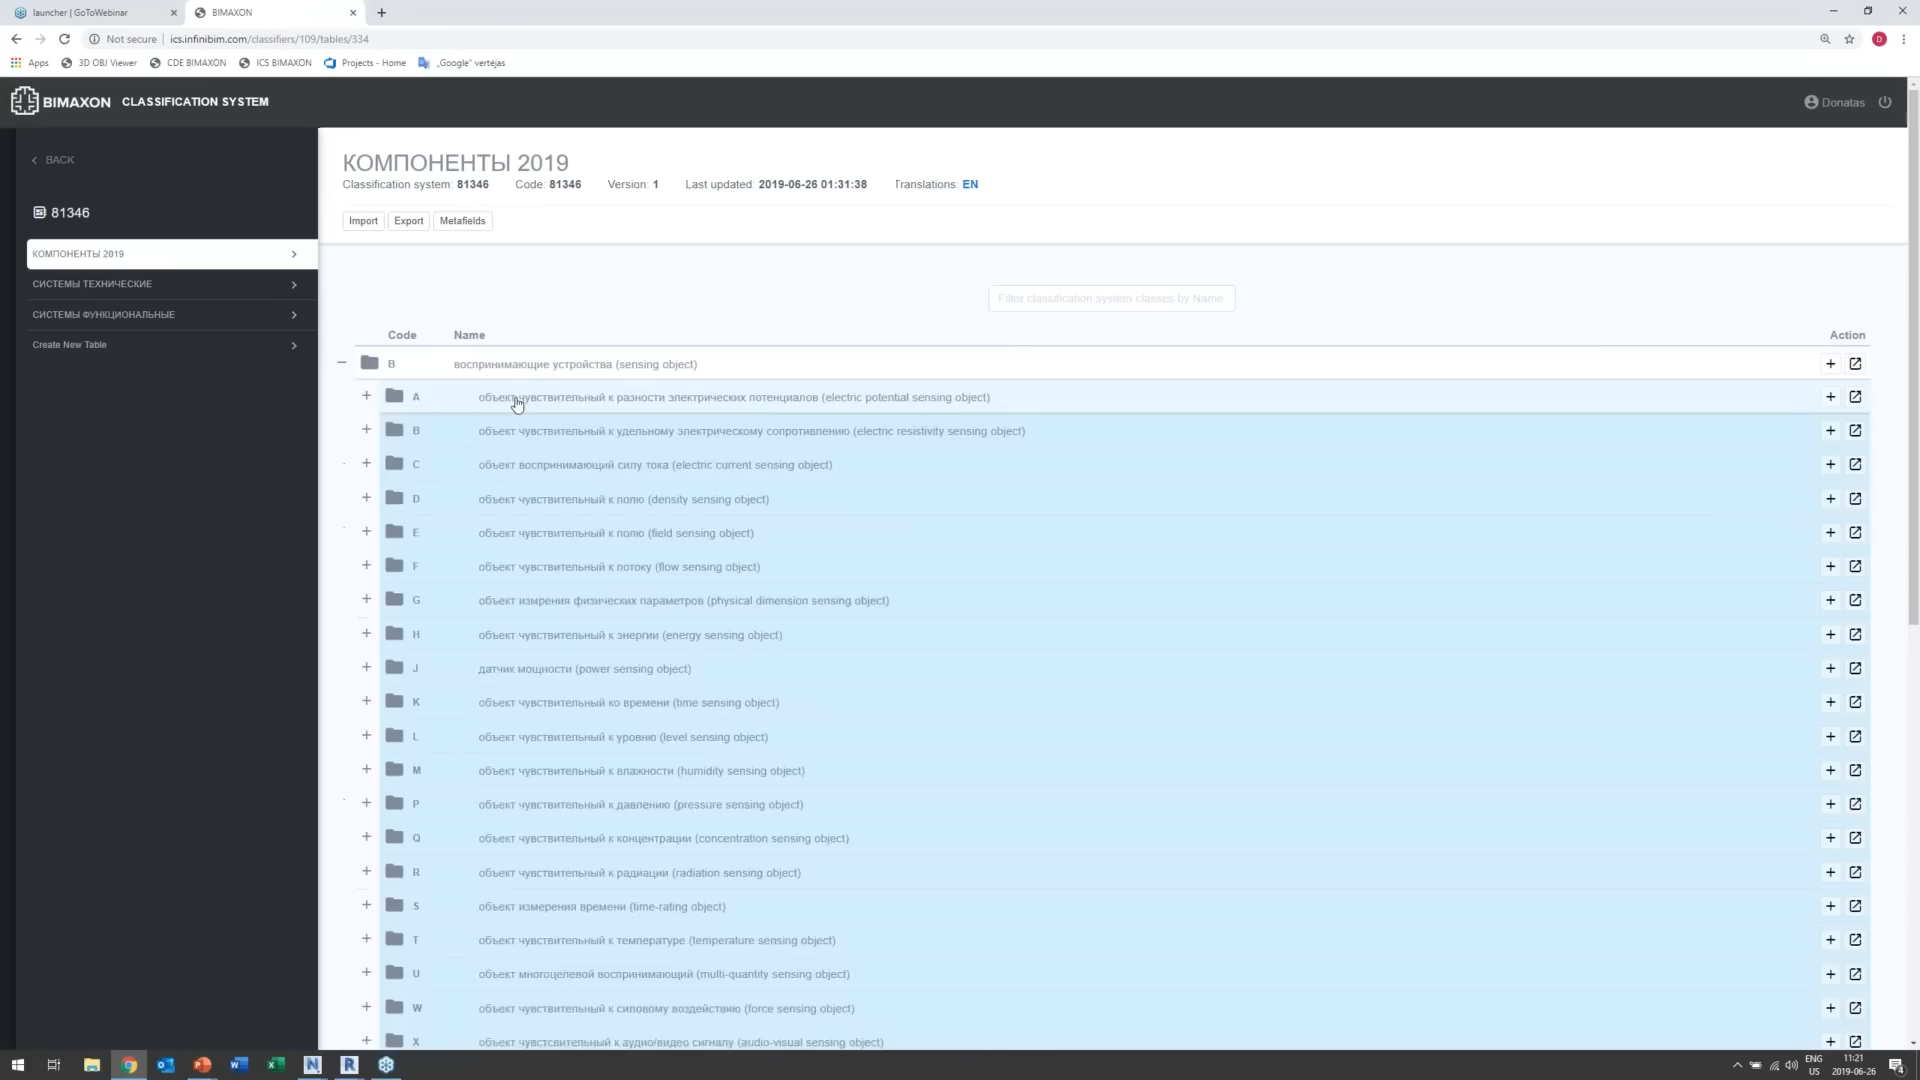 launcher | GoToWebinar
BIMAXON
Not secure | ics.infinibim.com/classifiers/109/tables/334
Apps 3D OBJ Viewer CDE BIMAXON ICS BIMAXON Projects - Home „Google“ vertėjas
BIMAXON CLASSIFICATION SYSTEM
Donatas
BACK
81346
КОМПОНЕНТЫ 2019
СИСТЕМЫ ТЕХНИЧЕСКИЕ
СИСТЕМЫ ФУНКЦИОНАЛЬНЫЕ
Create New Table
КОМПОНЕНТЫ 2019
Classification system: 81346 Code: 81346 Version: 1 Last updated: 2019-06-26 01:31:38 Translations: EN
Import Export Metafields
Filter classification system classes by Name
Code Name Action
B воспринимающие устройства (sensing object)
A объект чувствительный к разности электрических потенциалов (electric potential sensing object)
B объект чувствительный к удельному электрическому сопротивлению (electric resistivity sensing object)
C объект воспринимающий силу тока (electric current sensing object)
D объект чувствительный к полю (density sensing object)
E объект чувствительный к полю (field sensing object)
F объект чувствительный к потоку (flow sensing object)
G объект измрения физических параметров (physical dimension sensing object)
H объект чувствительный к энергии (energy sensing object)
J датчик мощности (power sensing object)
K объект чувствительный ко времени (time sensing object)
L объект чувствительный к уровню (level sensing object)
M объект чувствительный к влажности (humidity sensing object)
P объект чувствительный к давлению (pressure sensing object)
Q объект чувствительный к концентрации (concentration sensing object)
R объект чувствительный к радиации (radiation sensing object)
S объект измерения времени (time-rating object)
T объект чувствительный к температуре (temperature sensing object)
U объект многоцелевой воспринимающий (multi-quantity sensing object)
W объект чувствительный к силовому воздействию (force sensing object)
X объект чувстсвительный к аудио/видео сигналу (audio-visual sensing object)
ENG
US
11:21
2019-06-26